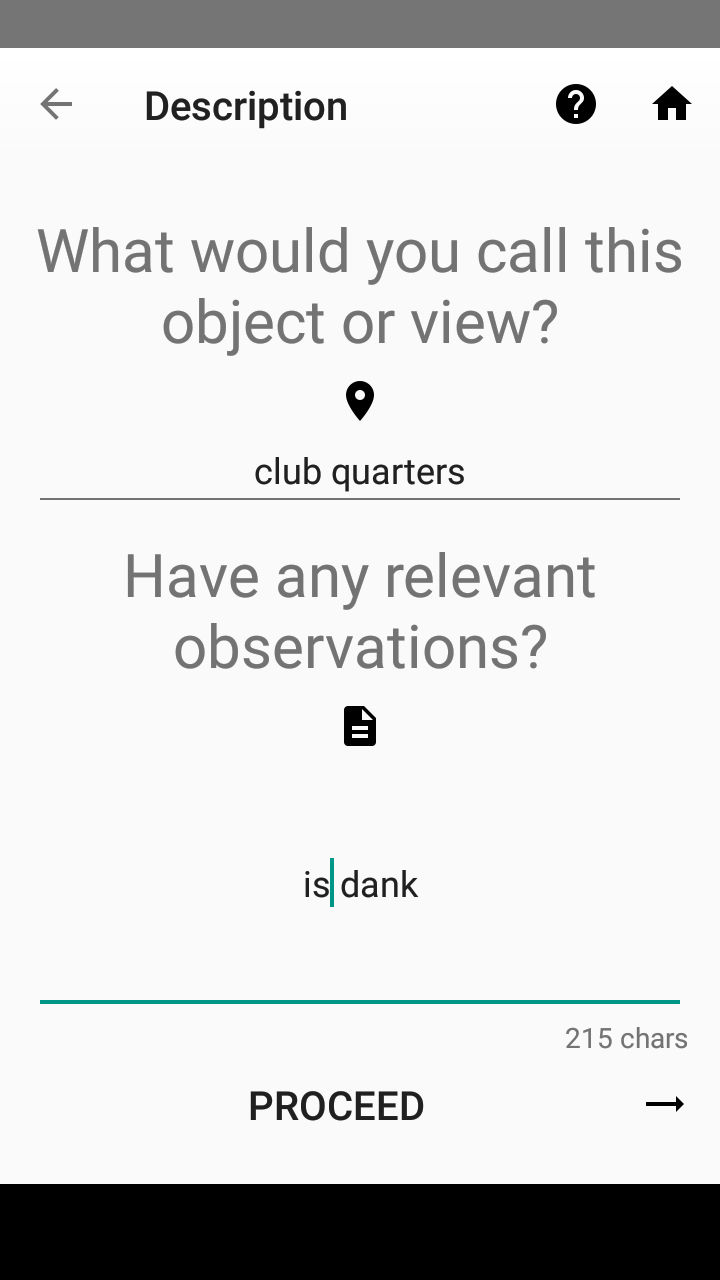 Description
What would you call this
object or view?
club quarters
Have any relevant
observations?
is dank
215 chars
PROCEED